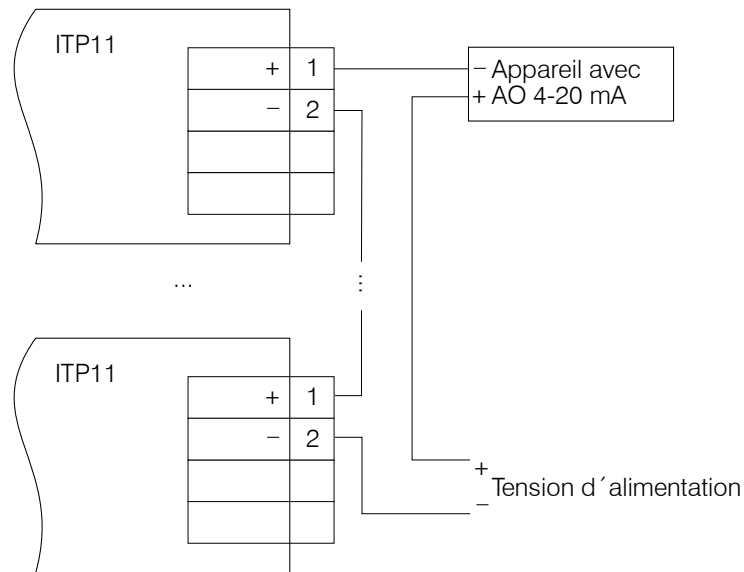 ITP11
+ 1
− 2
− Appareil avec
+ AO 4-20 mA
...
...
ITP11
+ 1
− 2
+
Tension d´alimentation
−